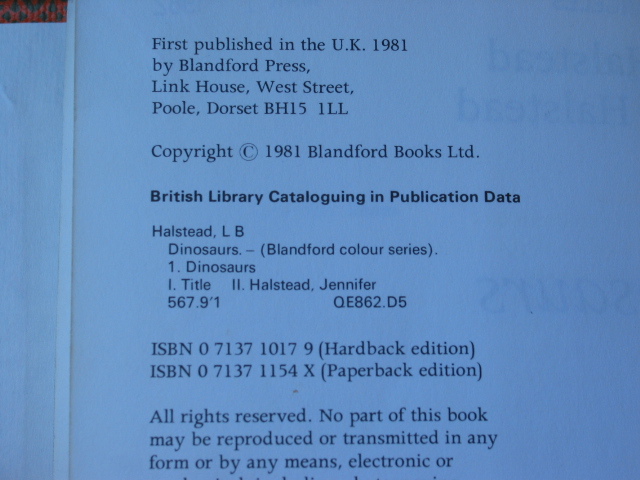 First published in the U.K. 1981
by Blandford Press,
Link House, West Street,
Poole, Dorset BH15 1LL
Copyright © 1981 Blandford Books Ltd.
British Library Cataloguing in Publication Data
Halstead, L B
Dinosaurs. – (Blandford colour series).
1. Dinosaurs
I. Title II. Halstead, Jennifer
567.9'1 QE862.D5
ISBN 0 7137 1017 9 (Hardback edition)
ISBN 0 7137 1154 X (Paperback edition)
All rights reserved. No part of this book
may be reproduced or transmitted in any
form or by any means, electronic or